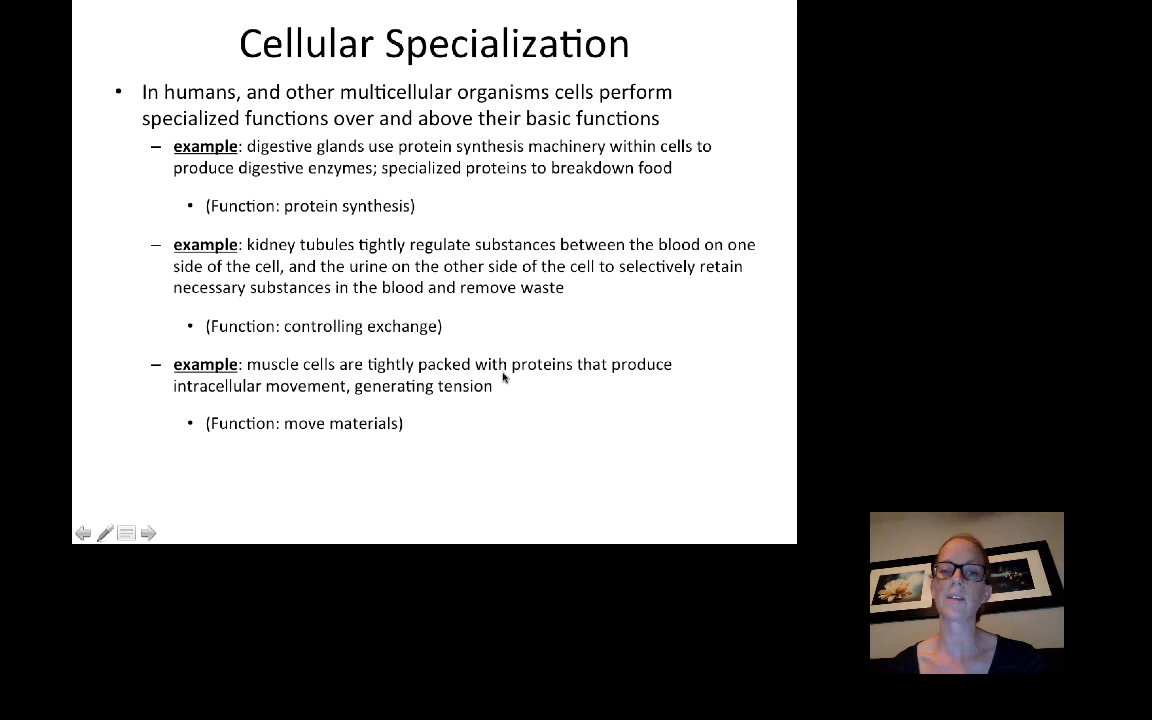 Cellular Specialization
• In humans, and other multicellular organisms cells perform
specialized functions over and above their basic functions
– example: digestive glands use protein synthesis machinery within cells to
produce digestive enzymes; specialized proteins to breakdown food
• (Function: protein synthesis)
– example: kidney tubules tightly regulate substances between the blood on one
side of the cell, and the urine on the other side of the cell to selectively retain
necessary substances in the blood and remove waste
• (Function: controlling exchange)
– example: muscle cells are tightly packed with proteins that produce
intracellular movement, generating tension
• (Function: move materials)